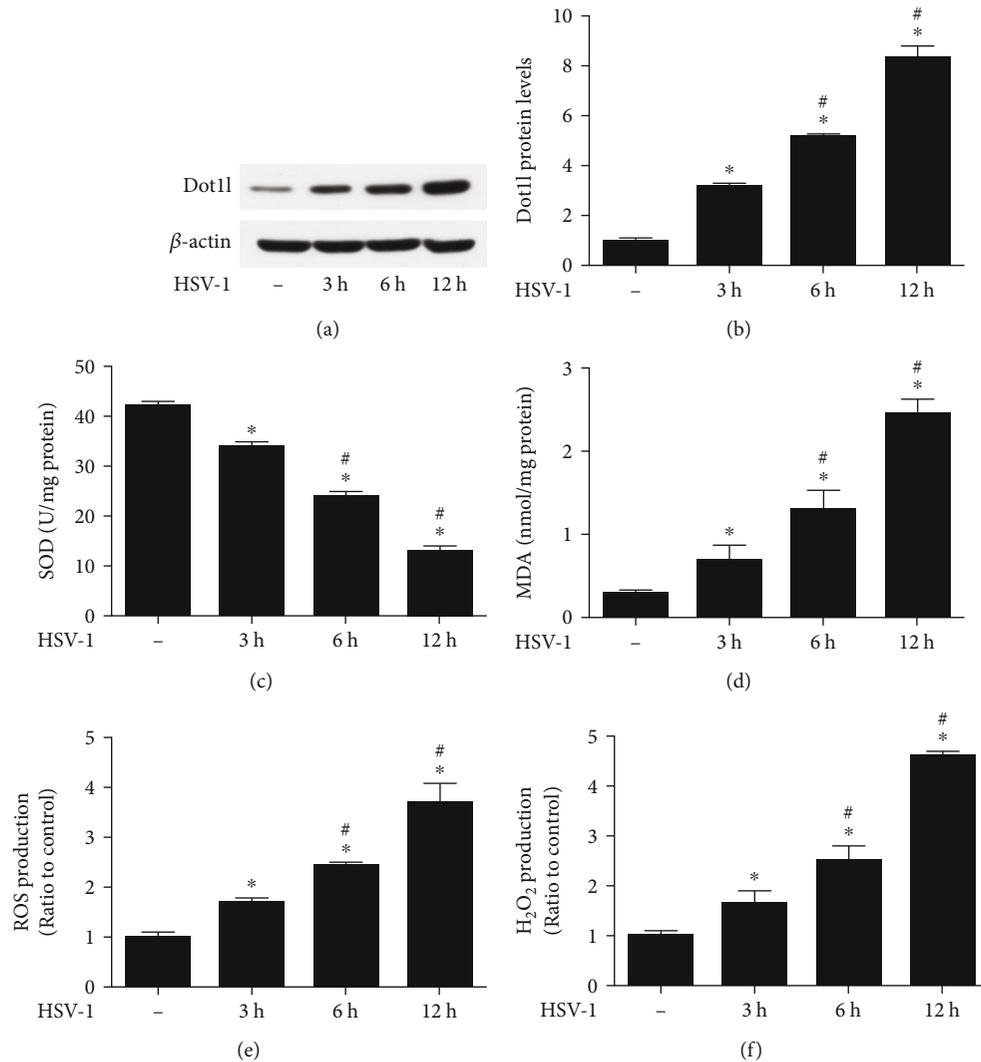 Dot1l
β-actin
HSV-1 – 3 h 6 h 12 h
(a)
Dot1l protein levels
10
8
6
4
2
0
*
#
*
#
*
HSV-1 – 3 h 6 h 12 h
(b)
SOD (U/mg protein)
50
40
30
20
10
0
*
#
*
#
*
HSV-1 – 3 h 6 h 12 h
(c)
MDA (nmol/mg protein)
3
2
1
0
*
#
*
#
*
HSV-1 – 3 h 6 h 12 h
(d)
ROS production
(Ratio to control)
5
4
3
2
1
0
*
#
*
#
*
HSV-1 – 3 h 6 h 12 h
(e)
H₂O₂ production
(Ratio to control)
5
4
3
2
1
0
*
#
*
#
*
HSV-1 – 3 h 6 h 12 h
(f)